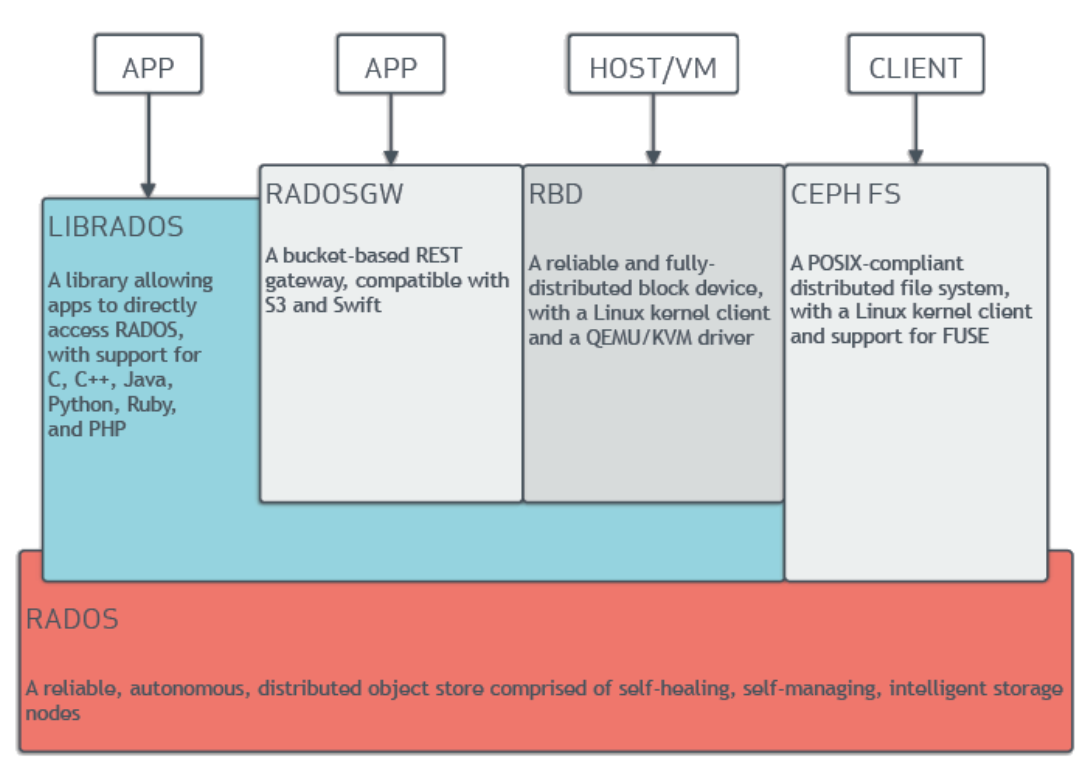 APP
APP
HOST/VM
CLIENT
LIBRADOS
A library allowing
apps to directly
access RADOS,
with support for
C, C++, Java,
Python, Ruby,
and PHP
RADOSGW
A bucket-based REST
gateway, compatible with
S3 and Swift
RBD
A reliable and fully-
distributed block device,
with a Linux kernel client
and a QEMU/KVM driver
CEPH FS
A POSIX-compliant
distributed file system,
with a Linux kernel client
and support for FUSE
RADOS
A reliable, autonomous, distributed object store comprised of self-healing, self-managing, intelligent storage
nodes